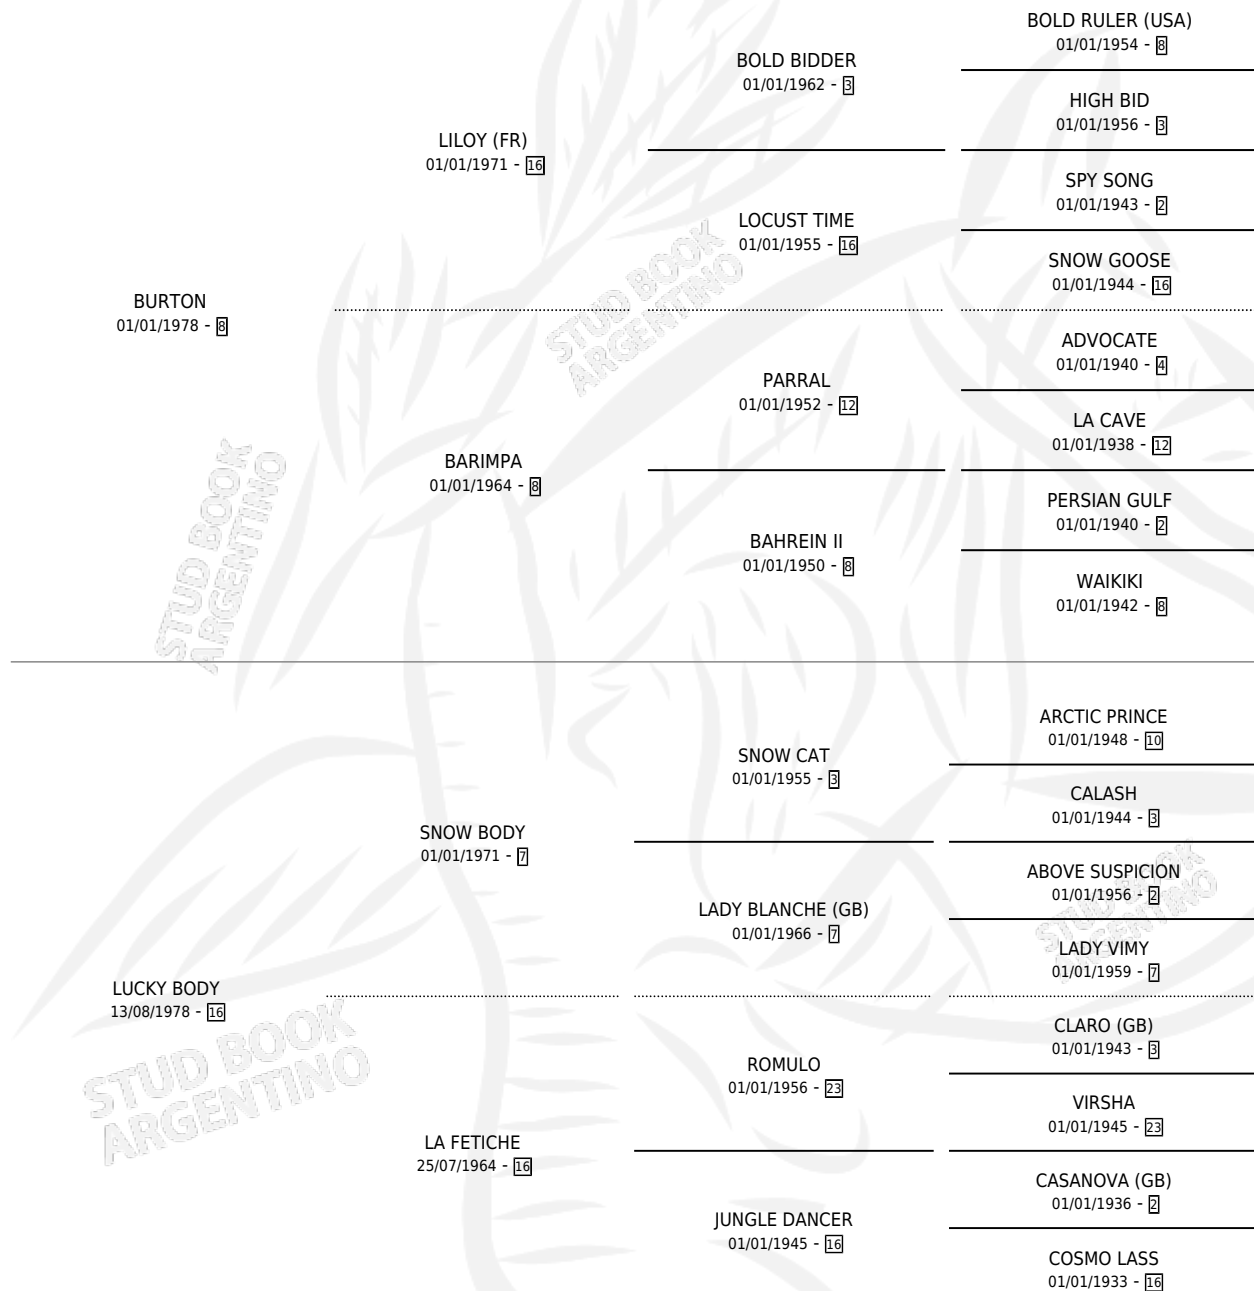 BOLD RULER (USA)
01/01/1954 - 8
BOLD BIDDER
01/01/1962 - 3
HIGH BID
01/01/1956 - 3
LILOY (FR)
01/01/1971 - 16
SPY SONG
01/01/1943 - 2
LOCUST TIME
01/01/1955 - 16
SNOW GOOSE
01/01/1944 - 16
BURTON
01/01/1978 - 8
ADVOCATE
01/01/1940 - 4
PARRAL
01/01/1952 - 12
LA CAVE
01/01/1938 - 12
BARIMPA
01/01/1964 - 8
PERSIAN GULF
01/01/1940 - 2
BAHREIN II
01/01/1950 - 8
WAIKIKI
01/01/1942 - 8
ARCTIC PRINCE
01/01/1948 - 10
SNOW CAT
01/01/1955 - 3
CALASH
01/01/1944 - 3
SNOW BODY
01/01/1971 - 7
ABOVE SUSPICION
01/01/1956 - 2
LADY BLANCHE (GB)
01/01/1966 - 7
LADY VIMY
01/01/1959 - 7
LUCKY BODY
13/08/1978 - 16
CLARO (GB)
01/01/1943 - 3
ROMULO
01/01/1956 - 23
VIRSHA
01/01/1945 - 23
LA FETICHE
25/07/1964 - 16
CASANOVA (GB)
01/01/1936 - 2
JUNGLE DANCER
01/01/1945 - 16
COSMO LASS
01/01/1933 - 16
STUD BOOK
ARGENTINO
STUD BOOK
ARGENTINO
STUD BOOK
ARGENTINO
STUD BOOK
ARGENTINO